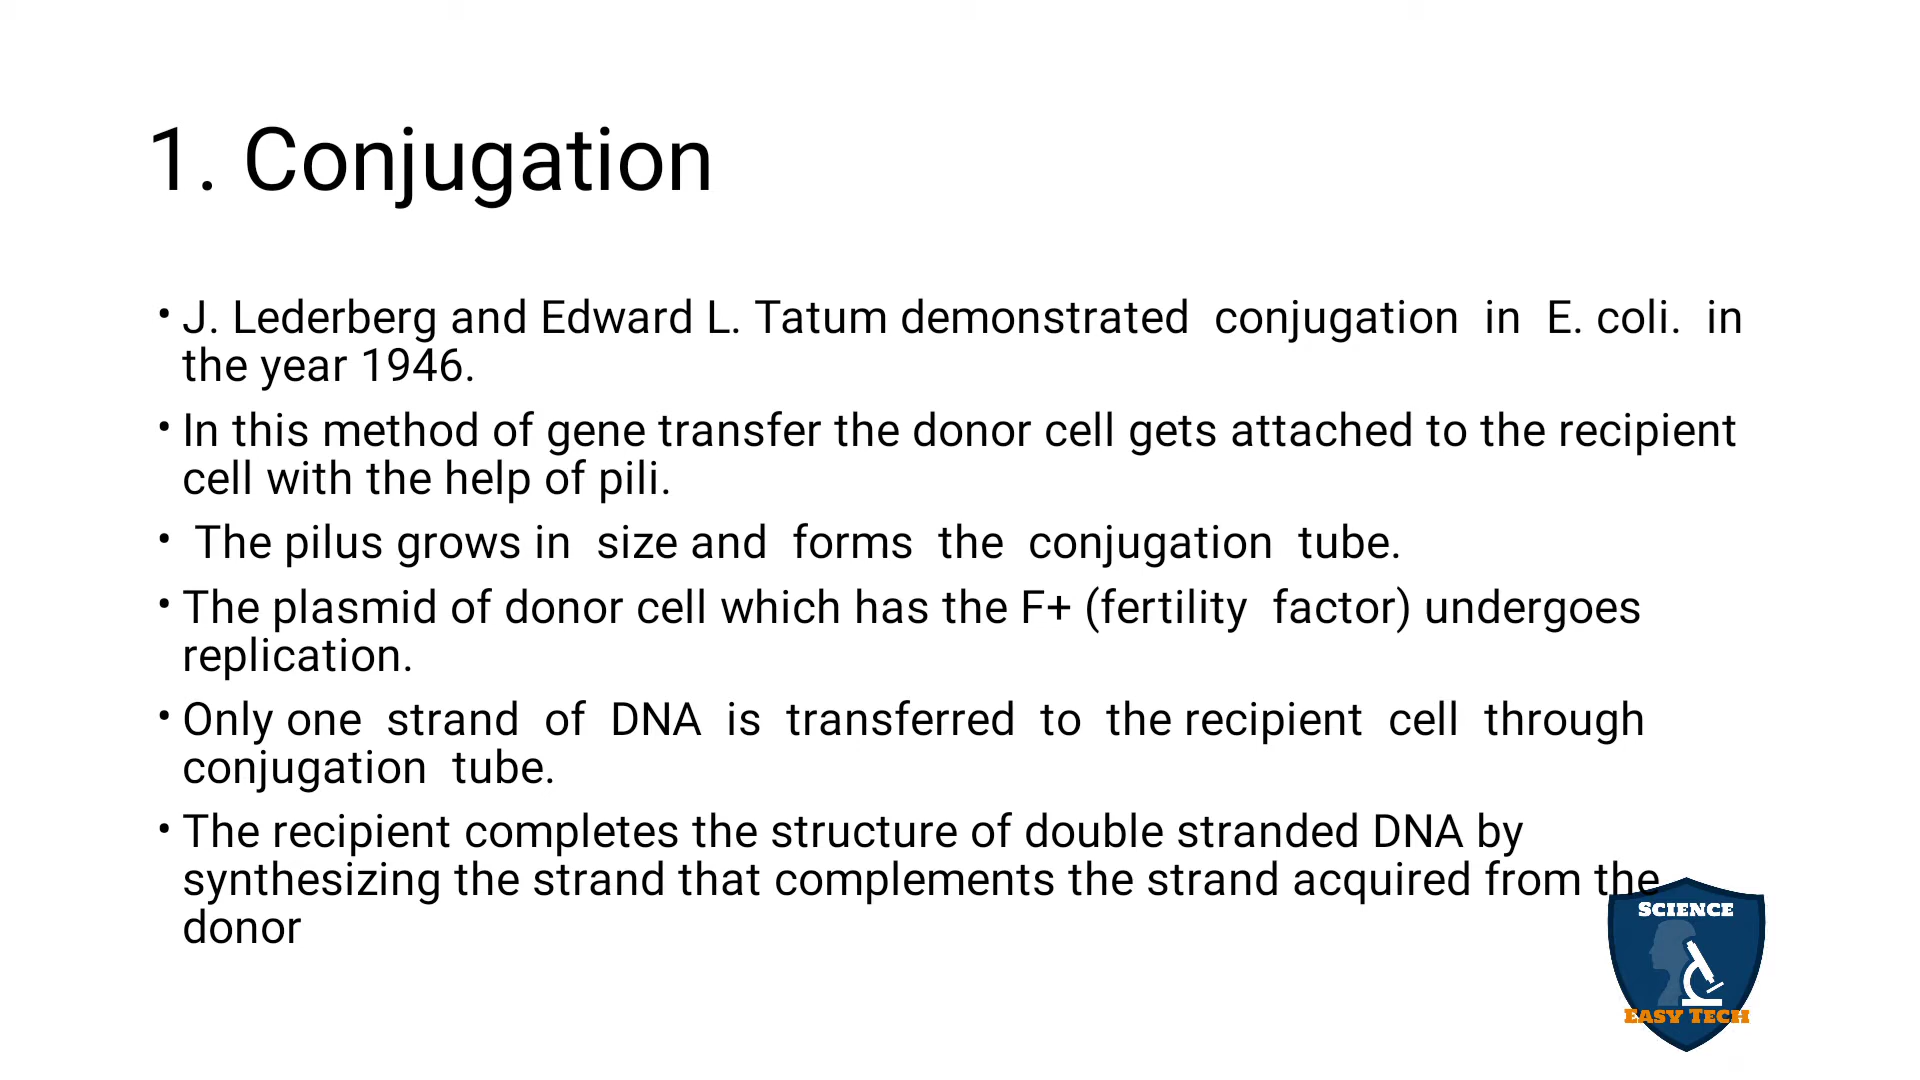 1. Conjugation
• J. Lederberg and Edward L. Tatum demonstrated conjugation in E. coli. in
the year 1946.
• In this method of gene transfer the donor cell gets attached to the recipient
cell with the help of pili.
• The pilus grows in size and forms the conjugation tube.
• The plasmid of donor cell which has the F+ (fertility factor) undergoes
replication.
• Only one strand of DNA is transferred to the recipient cell through
conjugation tube.
• The recipient completes the structure of double stranded DNA by
synthesizing the strand that complements the strand acquired from the
donor
SCIENCE
EASY TECH